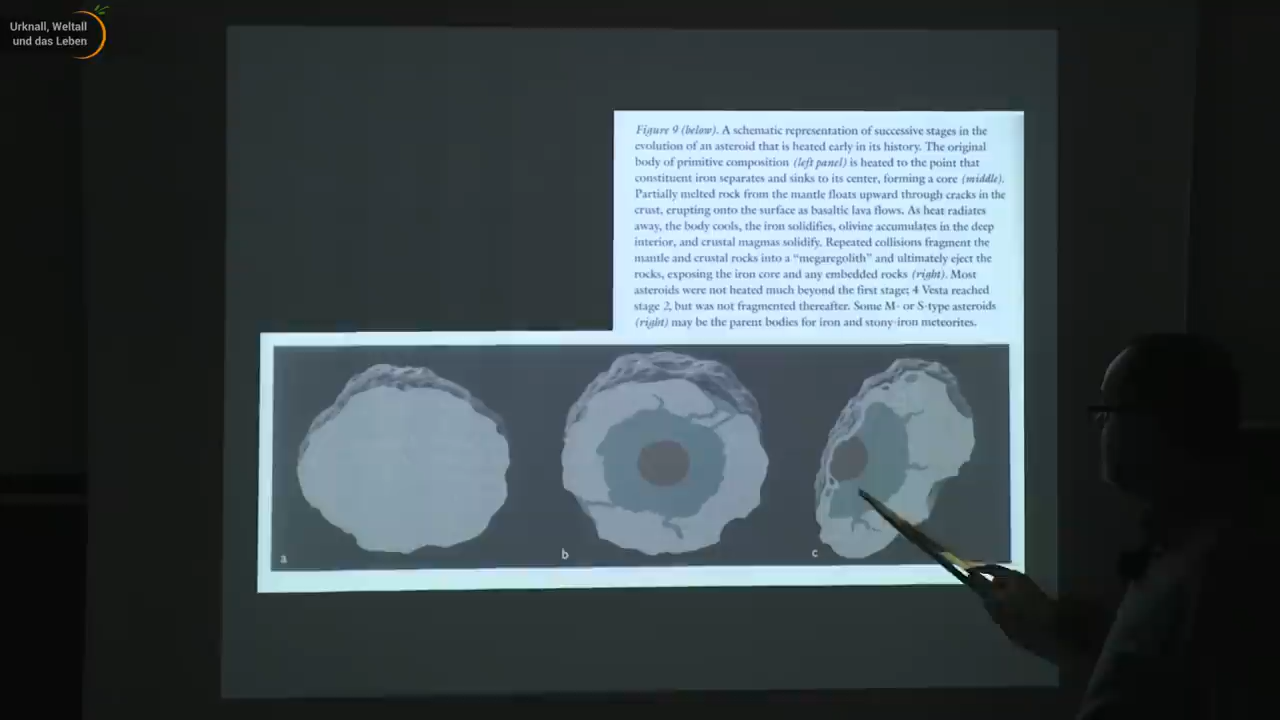 Urknall, Weltall
und das Leben
Figure 9 (below). A schematic representation of successive stages in the
evolution of an asteroid that is heated early in its history. The original
body of primitive composition (left panel) is heated to the point that
constituent iron separates and sinks to its center, forming a core (middle).
Partially melted rock from the mantle floats upward through cracks in the
crust, erupting onto the surface as basaltic lava flows. As heat radiates
away, the body cools, the iron solidifies, olivine accumulates in the deep
interior, and crustal magmas solidify. Repeated collisions fragment the
mantle and crustal rocks into a “megaregolith” and ultimately eject the
rocks, exposing the iron core and any embedded rocks (right). Most
asteroids were not heated much beyond the first stage; 4 Vesta reached
stage 2, but was not fragmented thereafter. Some M- or S-type asteroids
(right) may be the parent bodies for iron and stony-iron meteorites.
a
b
c